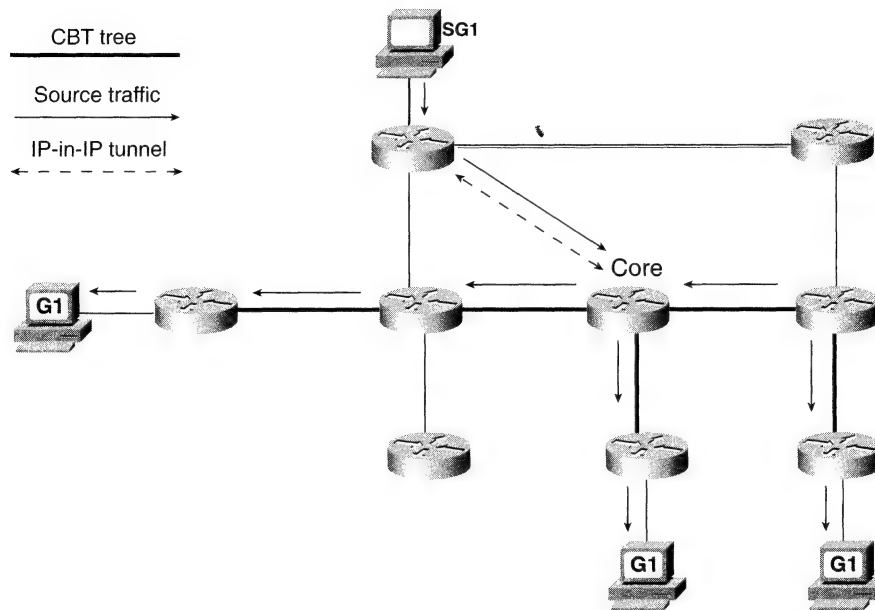 CBT tree
SG1
Source traffic
IP-in-IP tunnel
Core
G1
G1
G1